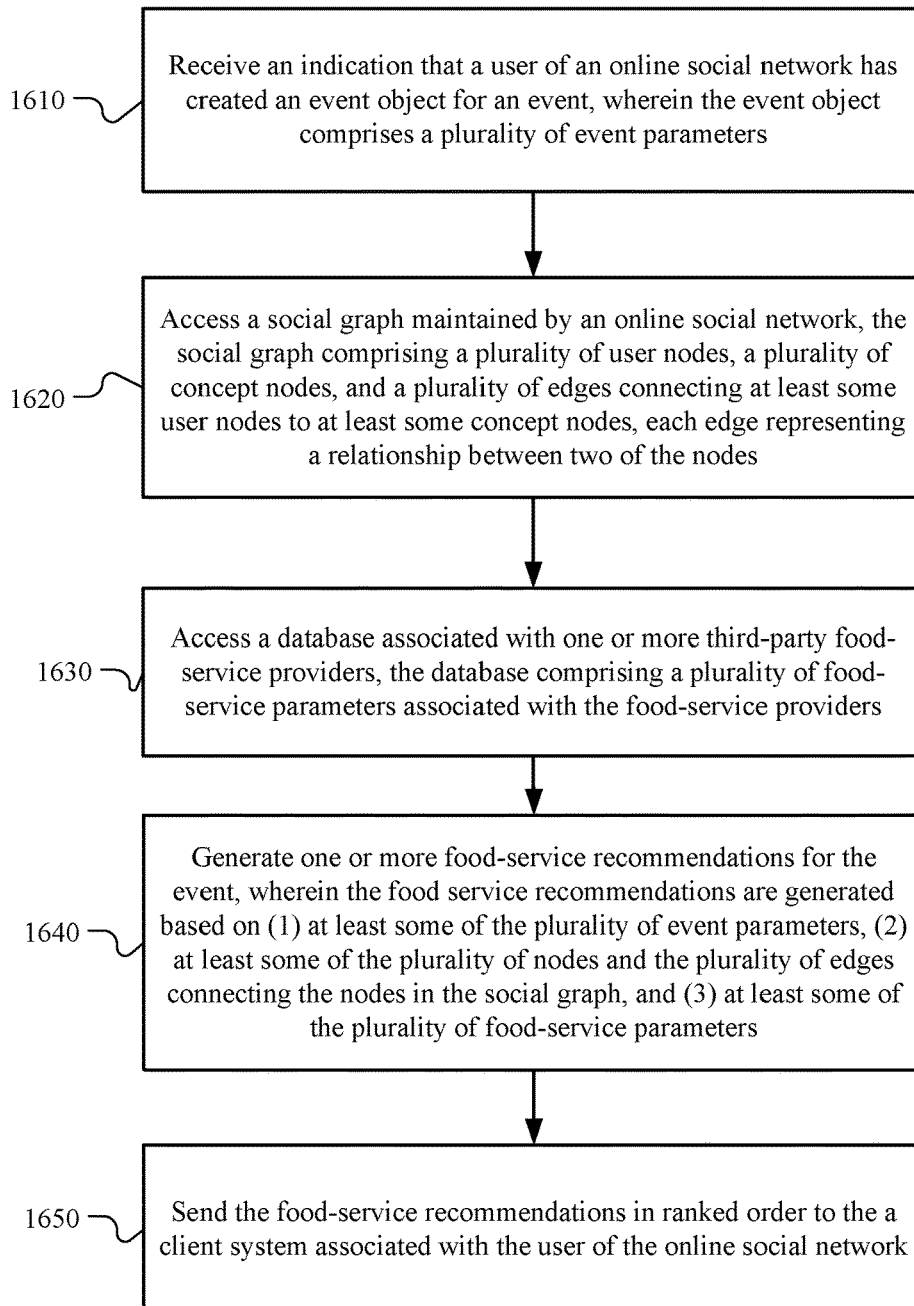 Receive an indication that a user of an online social network has
1610
created an event object for an event, wherein the event object
comprises a plurality of event parameters
Access a social graph maintained by an online social network, the
social graph comprising a plurality of user nodes, a plurality of
1620
concept nodes, and a plurality of edges connecting at least some
user nodes to at least some concept nodes, each edge representing
a relationship between two of the nodes
Access a database associated with one or more third-party food-
1630
service providers, the database comprising a plurality of food-
service parameters associated with the food-service providers
Generate one or more food-service recommendations for the
event, wherein the food service recommendations are generated
1640
based on (1) at least some of the plurality of event parameters, (2)
at least some of the plurality of nodes and the plurality of edges
connecting the nodes in the social graph, and (3) at least some of
the plurality of food-service parameters
1650
Send the food-service recommendations in ranked order to the a
client system associated with the user of the online social network